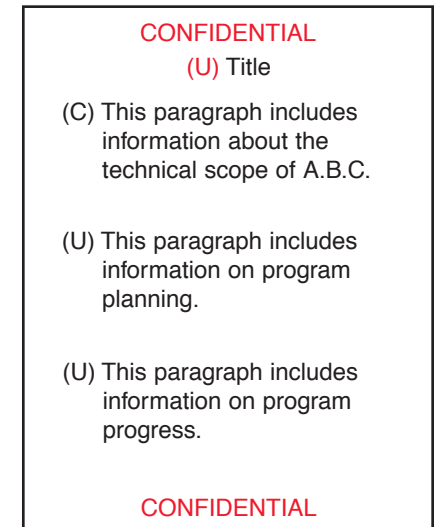 CONFIDENTIAL
(U) Title
(C) This paragraph includes
information about the
technical scope of A.B.C.
(U) This paragraph includes
information on program
planning.
(U) This paragraph includes
information on program
progress.
CONFIDENTIAL